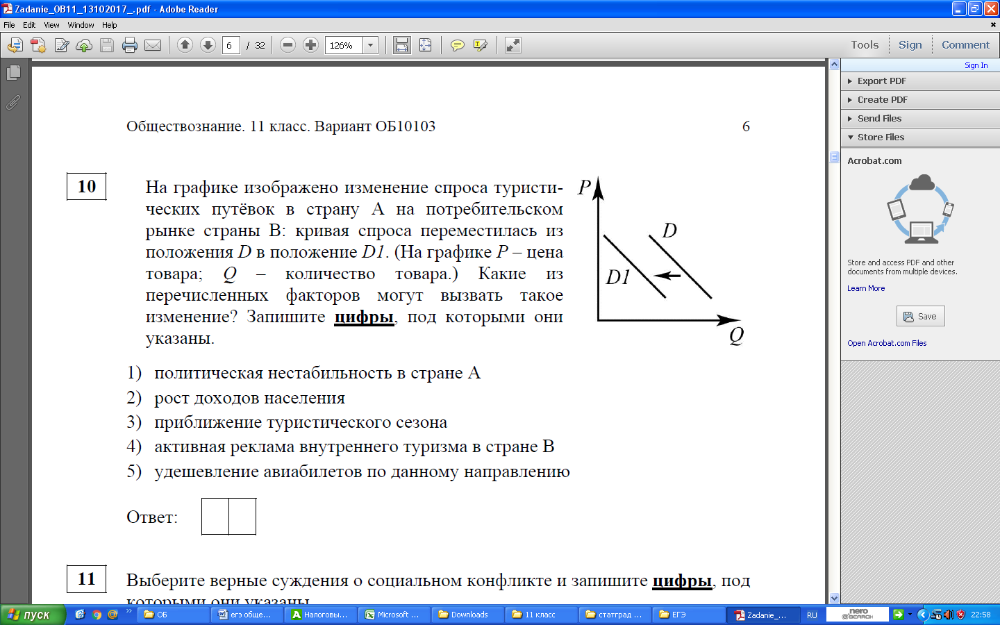 Zadanie_OB11_13102017_.pdf - Adobe Reader
File Edit View Window Help
6 / 32 126% Tools Sign Comment
Sign In
Export PDF
Create PDF
Send Files
Store Files
Acrobat.com
Store and access PDF and other
documents from multiple devices.
Learn More
Save
Open Acrobat.com Files
Обществознание. 11 класс. Вариант ОБ10103 6
10
На графике изображено изменение спроса туристи-
ческих путёвок в страну А на потребительском
рынке страны В: кривая спроса переместилась из
положения D в положение D1. (На графике P – цена
товара; Q – количество товара.) Какие из
перечисленных факторов могут вызвать такое
изменение? Запишите цифры, под которыми они
указаны.
P
D
D1
Q
1) политическая нестабильность в стране А
2) рост доходов населения
3) приближение туристического сезона
4) активная реклама внутреннего туризма в стране В
5) удешевление авиабилетов по данному направлению
Ответ:
11
Выберите верные суждения о социальном конфликте и запишите цифры, под
которыми они указаны
пуск ОБ егэ обще... Налоговы... Microsoft ... Downloads 11 класс статград ... ЕГЭ Zadanie_... RU nero SEARCH 22:58